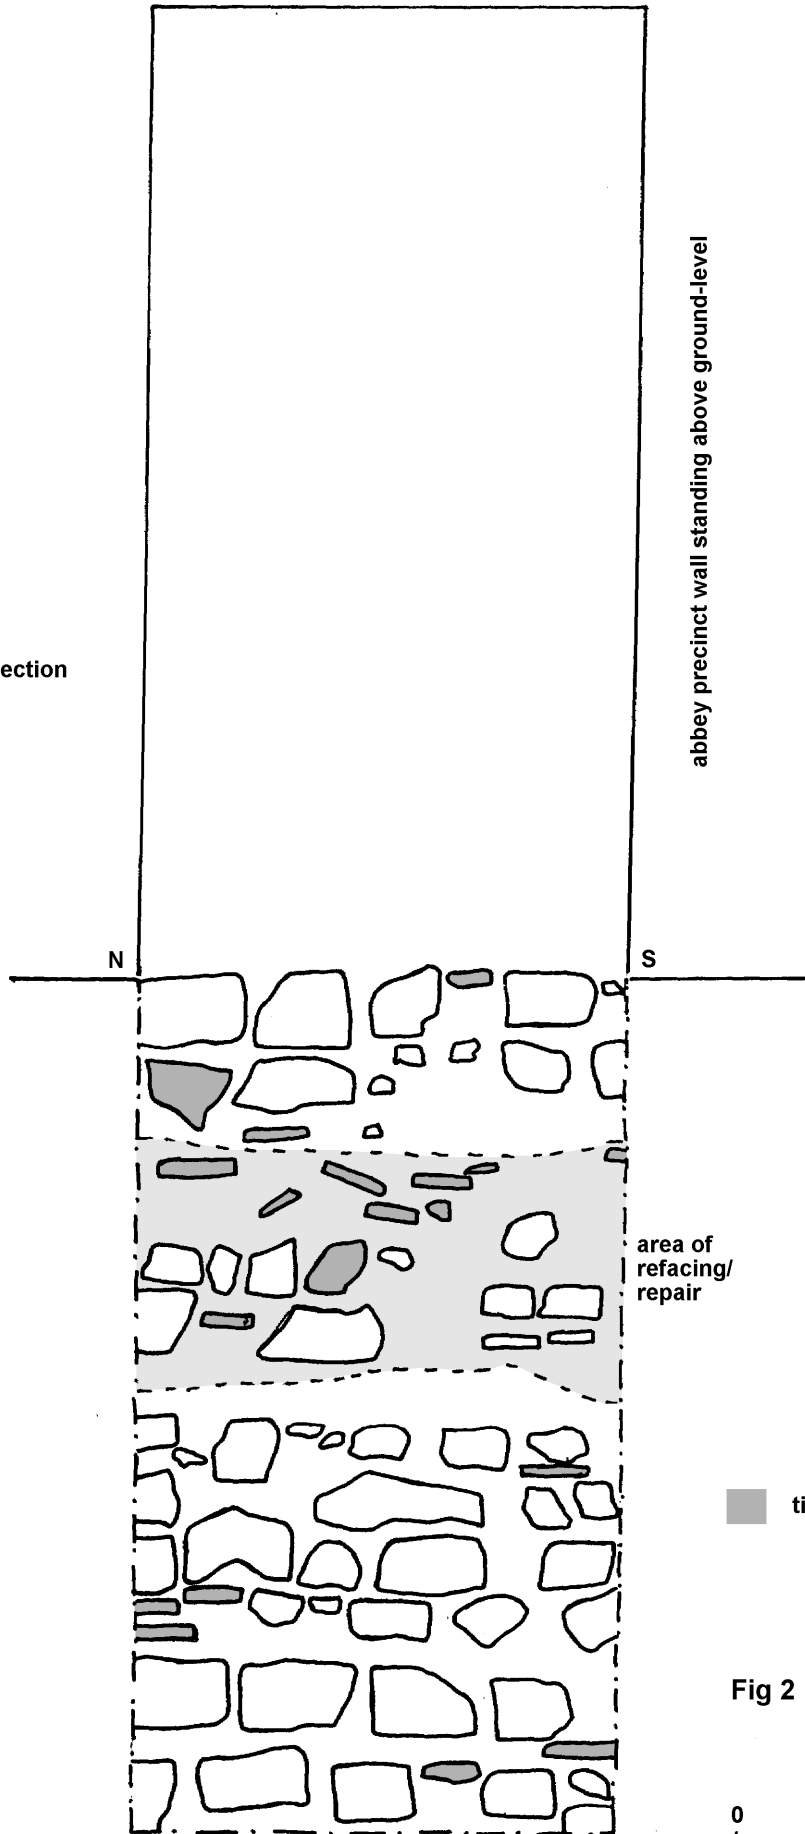 abbey precinct wall standing above ground-level
ection
N
S
area of
refacing/
repair
ti
Fig 2
0